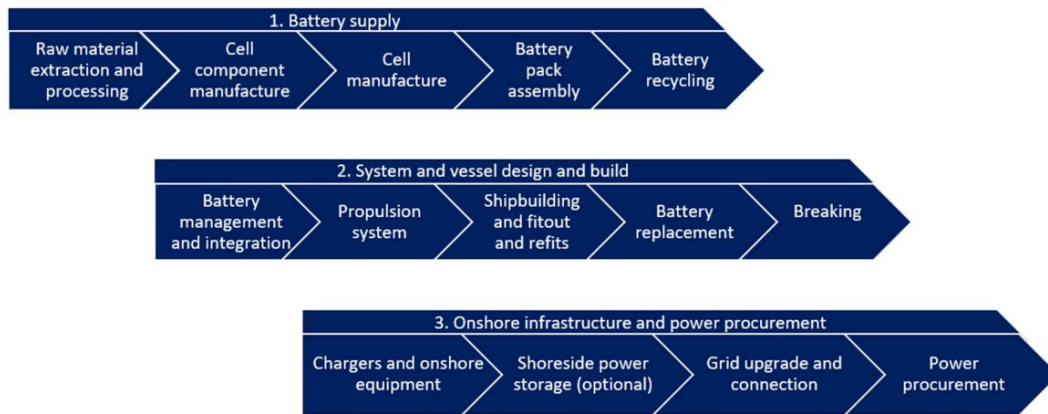 1. Battery supply
Raw material
extraction and
processing
Cell
component
manufacture
Cell
manufacture
Battery
pack
assembly
Battery
recycling
2. System and vessel design and build
Battery
management
and integration
Propulsion
system
Shipbuilding
and fitout
and refits
Battery
replacement
Breaking
3. Onshore infrastructure and power procurement
Chargers and onshore
equipment
Shoreside power
storage (optional)
Grid upgrade and
connection
Power
procurement